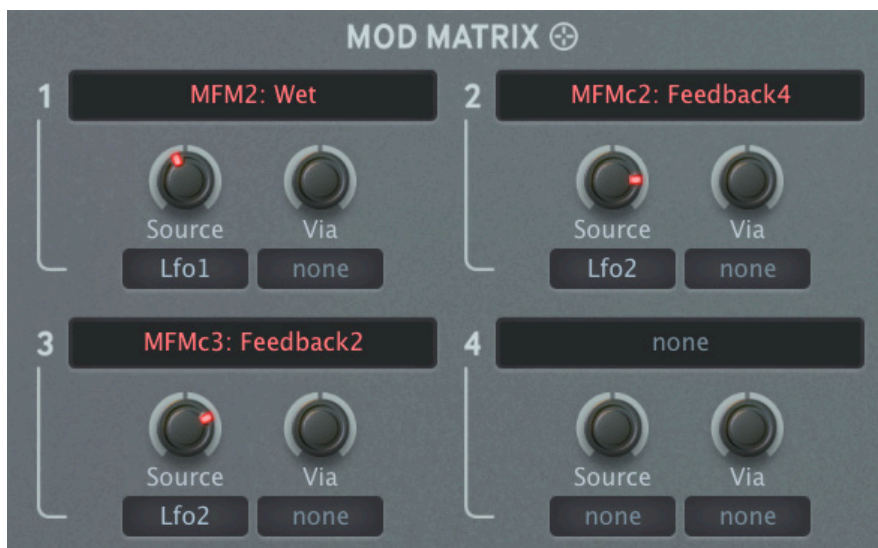 MOD MATRIX
1 MFM2: Wet
Source Via
Lfo1 none
2 MFMc2: Feedback4
Source Via
Lfo2 none
3 MFMc3: Feedback2
Source Via
Lfo2 none
4 none
Source Via
none none